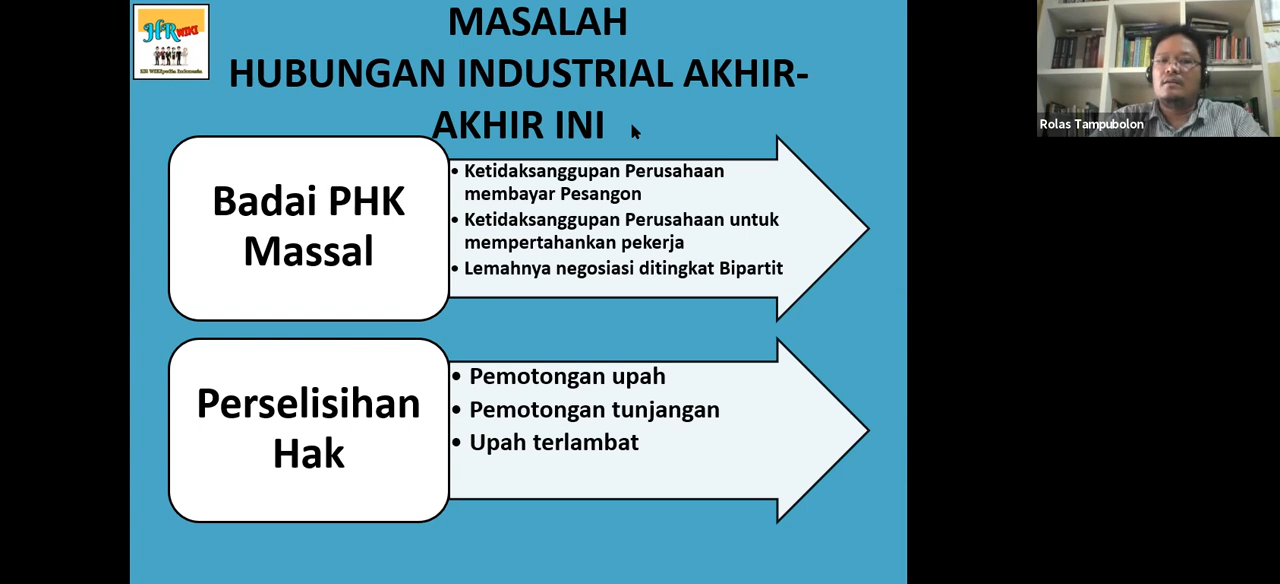 HR WIKI
MASALAH
HUBUNGAN INDUSTRIAL AKHIR-
AKHIR INI
Badai PHK
Massal
• Ketidaksanggupan Perusahaan
membayar Pesangon
• Ketidaksanggupan Perusahaan untuk
mempertahankan pekerja
• Lemahnya negosiasi ditingkat Bipartit
Perselisihan
Hak
• Pemotongan upah
• Pemotongan tunjangan
• Upah terlambat
Rolas Tampubolon